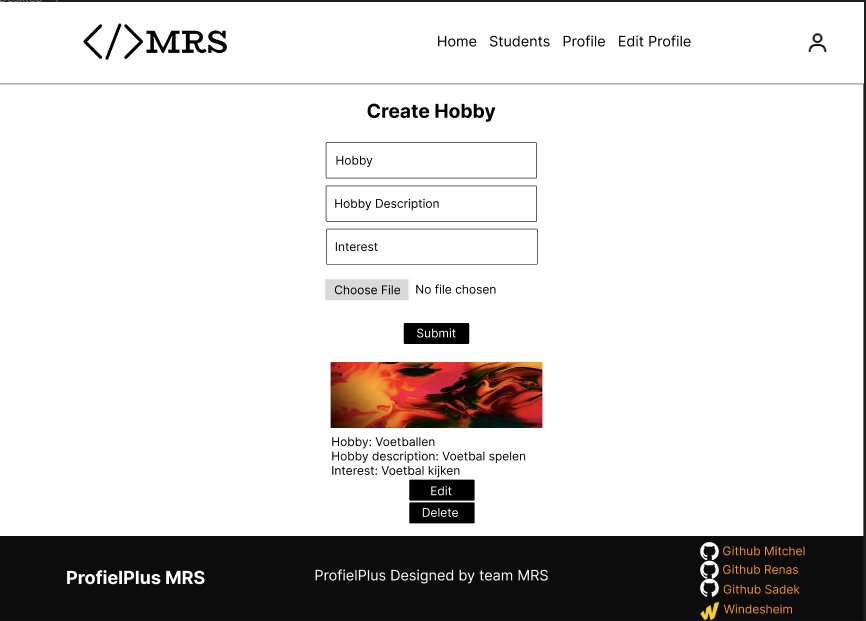 </>MRS
Home Students Profile Edit Profile
Create Hobby
Hobby
Hobby Description
Interest
Choose File No file chosen
Submit
Hobby: Voetballen
Hobby description: Voetbal spelen
Interest: Voetbal kijken
Edit
Delete
ProfielPlus MRS
ProfielPlus Designed by team MRS
Github Mitchel
Github Renas
Github Sadek
Windesheim